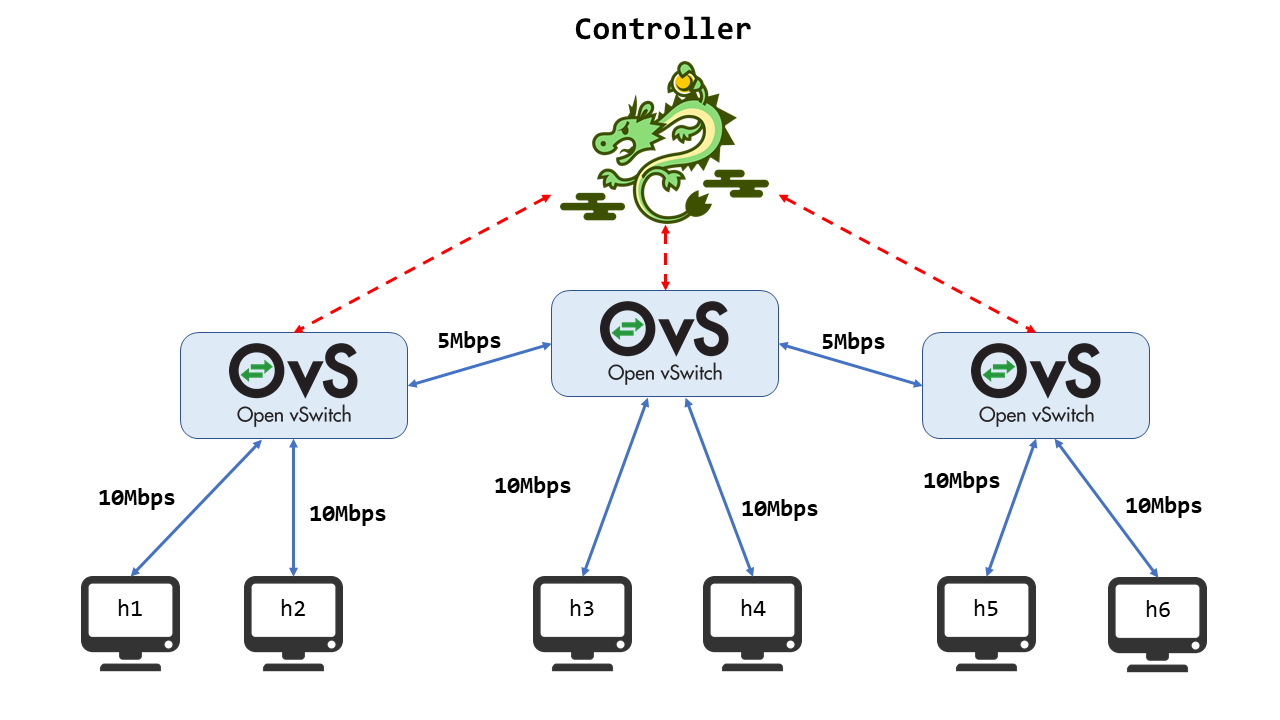 Controller
OvS
Open vSwitch
5Mbps
OvS
Open vSwitch
5Mbps
OvS
Open vSwitch
10Mbps
10Mbps
10Mbps
10Mbps
10Mbps
10Mbps
h1
h2
h3
h4
h5
h6